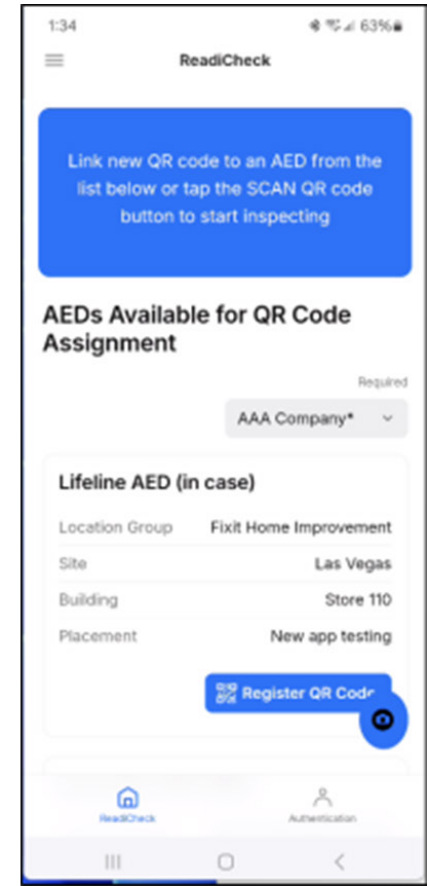 1:34 63%
ReadiCheck
Link new QR code to an AED from the
list below or tap the SCAN QR code
button to start inspecting
AEDs Available for QR Code
Assignment
Required
AAA Company*
Lifeline AED (in case)
Location Group Fixit Home Improvement
Site Las Vegas
Building Store 110
Placement New app testing
Register QR Code
ReadiCheck Authentication